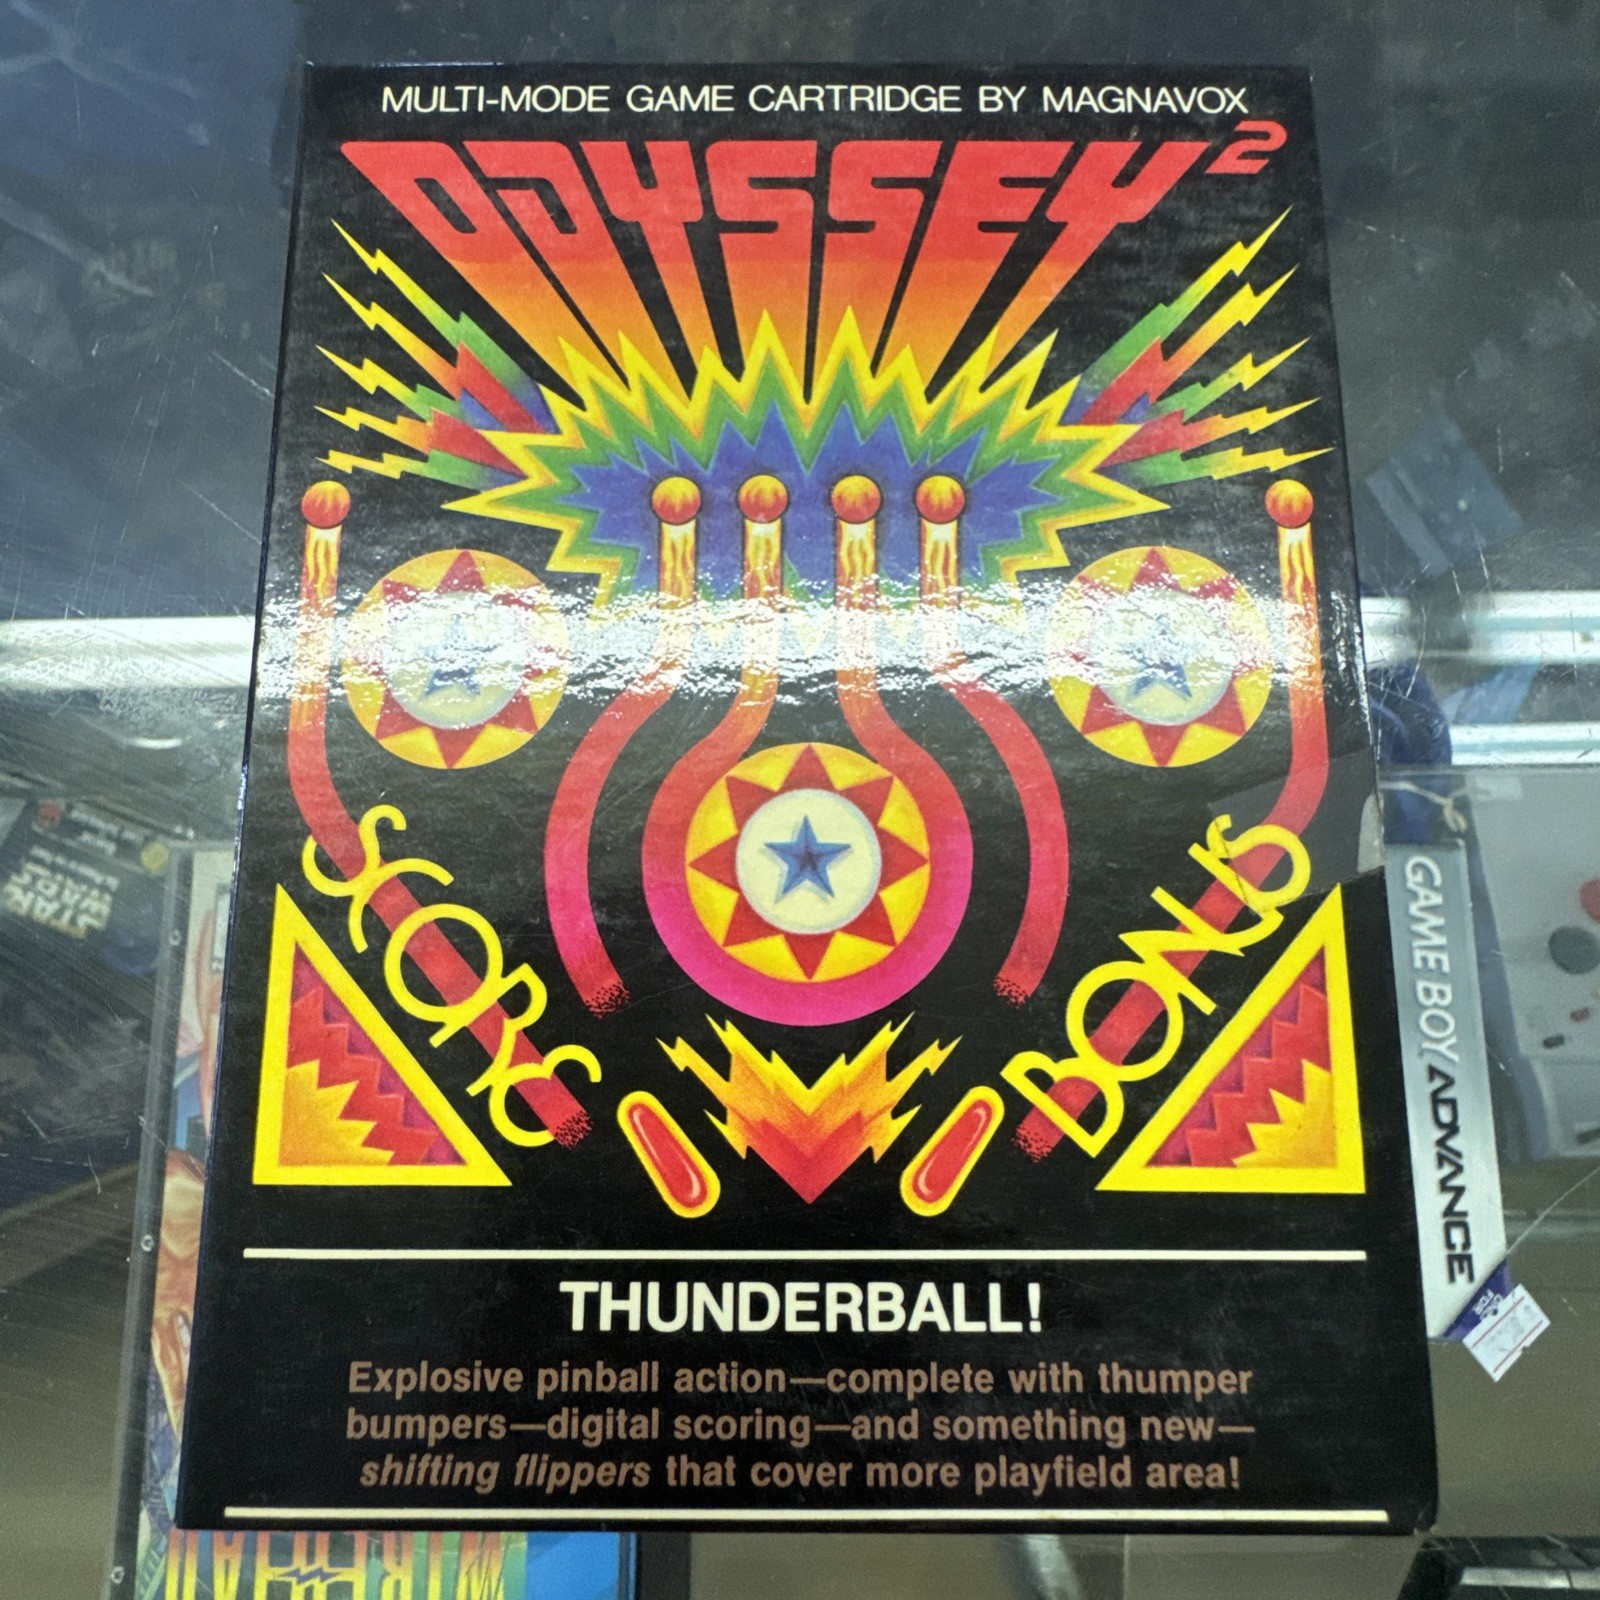 MULTI-MODE GAME CARTRIDGE BY MAGNAVOX
ODYSSEY²
SCORE
BONUS
THUNDERBALL!
Explosive pinball action—complete with thumper
bumpers—digital scoring—and something new—
shifting flippers that cover more playfield area!
GAME BOY ADVANCE
STAR
WARS